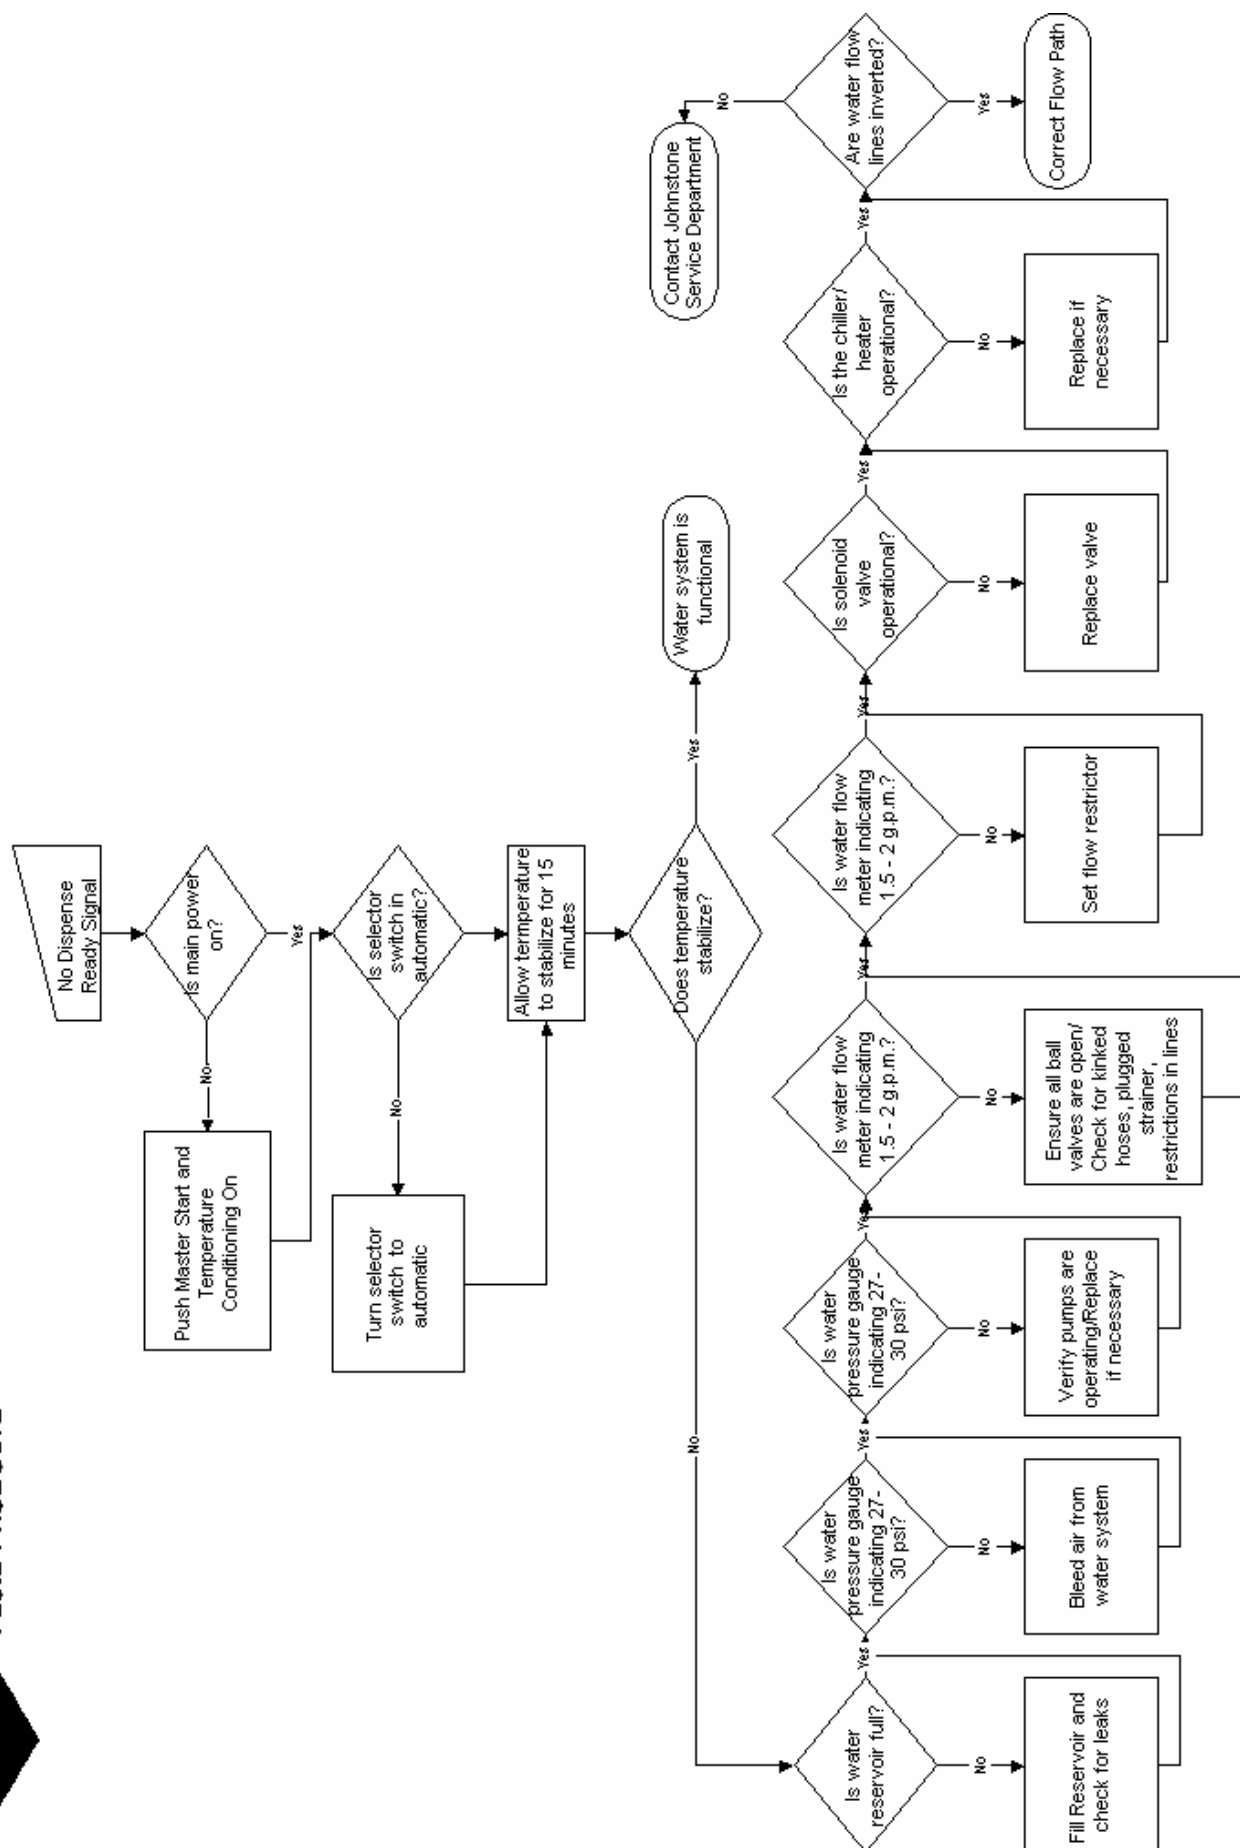 No Dispense
Ready Signal
Is main power
on?
No
Yes
Push Master Start and
Temperature
Conditioning On
Is selector
switch in
automatic?
No
Turn selector
switch to
automatic
Allow termperature
to stabilize for 15
minutes
Does temperature
stabilize?
Yes
Water system is
functional
No
Is water
reservoir full?
Yes
No
Fill Reservoir and
check for leaks
Is water
pressure gauge
indicating 27-
30 psi?
Yes
No
Bleed air from
water system
Is water
pressure gauge
indicating 27-
30 psi?
Yes
No
Verify pumps are
operating/Replace
if necessary
Is water flow
meter indicating
1.5 - 2 g.p.m.?
Yes
No
Ensure all ball
valves are open/
Check for kinked
hoses, plugged
strainer,
restrictions in lines
Is water flow
meter indicating
1.5 - 2 g.p.m.?
Yes
No
Set flow restrictor
Is solenoid
valve
operational?
Yes
No
Replace valve
Is the chiller/
heater
operational?
Yes
No
Replace if
necessary
Are water flow
lines inverted?
No
Contact Johnstone
Service Department
Yes
Correct Flow Path